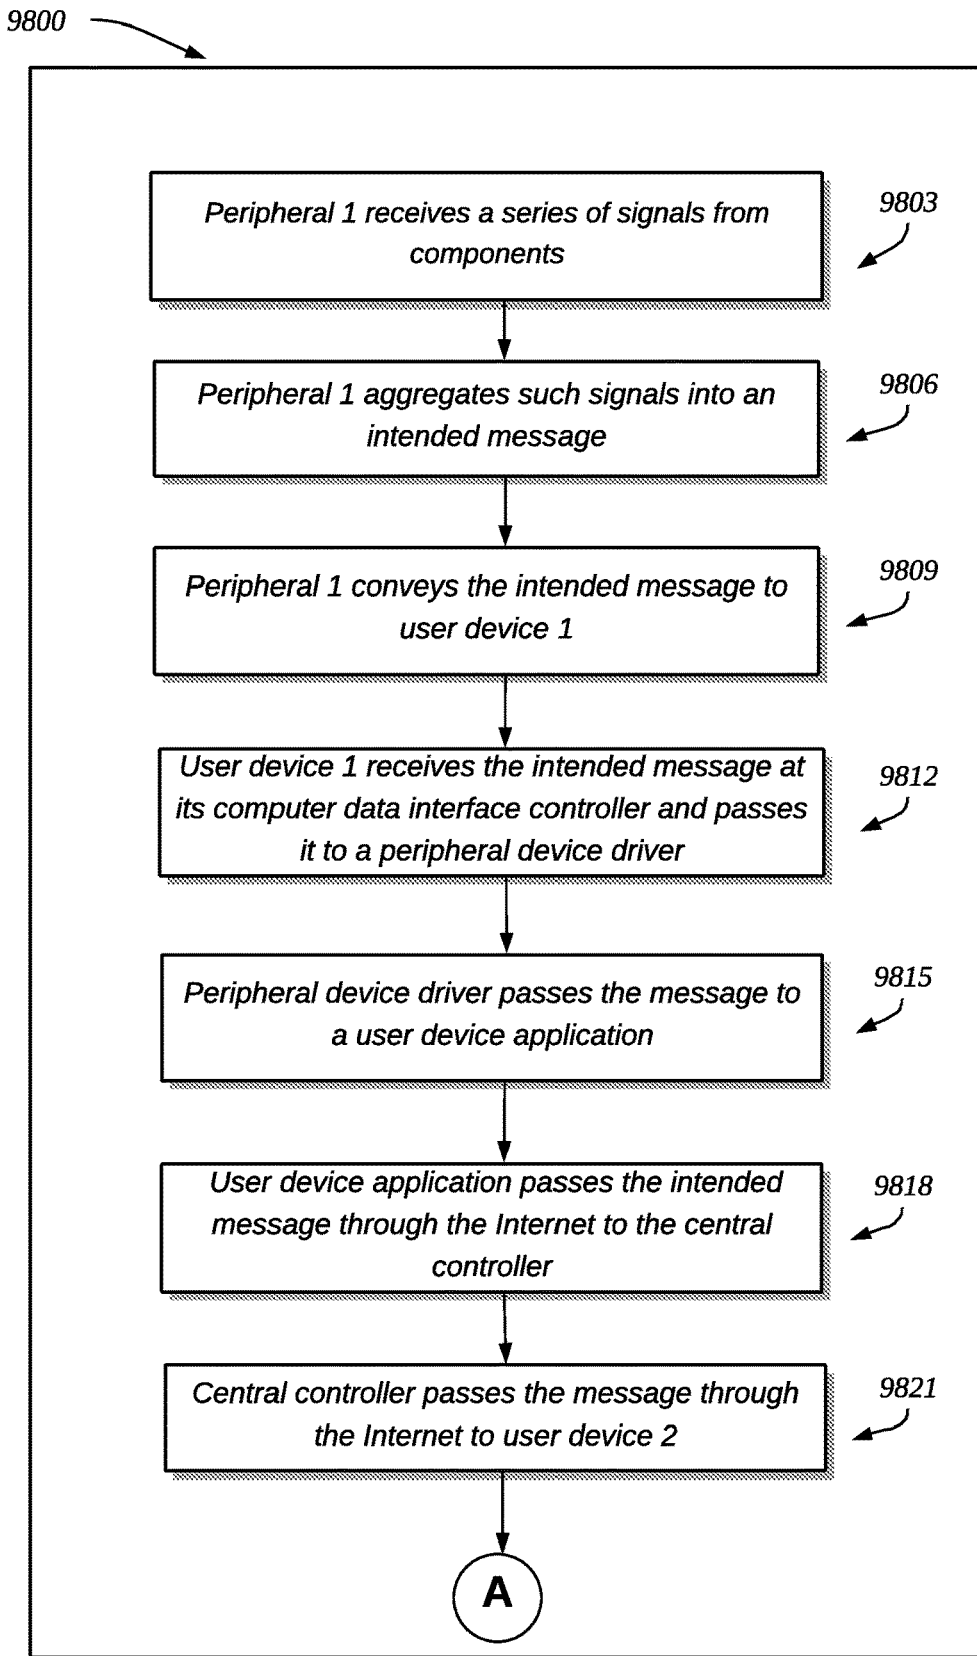 9800
Peripheral 1 receives a series of signals from
components
9803
Peripheral 1 aggregates such signals into an
intended message
9806
Peripheral 1 conveys the intended message to
user device 1
9809
User device 1 receives the intended message at
its computer data interface controller and passes
it to a peripheral device driver
9812
Peripheral device driver passes the message to
a user device application
9815
User device application passes the intended
message through the Internet to the central
controller
9818
Central controller passes the message through
the Internet to user device 2
9821
A